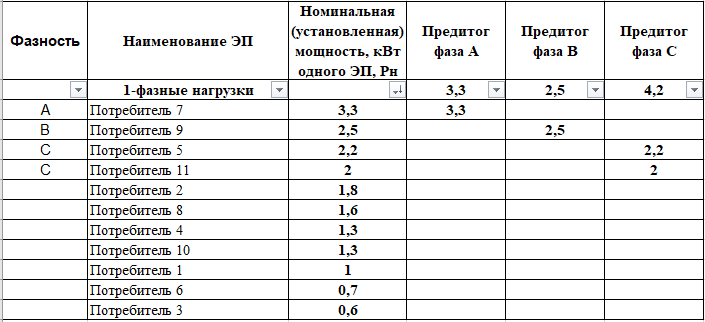 Фазность Наименование ЭП Номинальная (установленная) мощность, кВт одного ЭП, Рн Предитог фаза А Предитог фаза В Предитог фаза С
1-фазные нагрузки 3,3 2,5 4,2
А Потребитель 7 3,3 3,3
В Потребитель 9 2,5 2,5
С Потребитель 5 2,2 2,2
С Потребитель 11 2 2
Потребитель 2 1,8
Потребитель 8 1,6
Потребитель 4 1,3
Потребитель 10 1,3
Потребитель 1 1
Потребитель 6 0,7
Потребитель 3 0,6